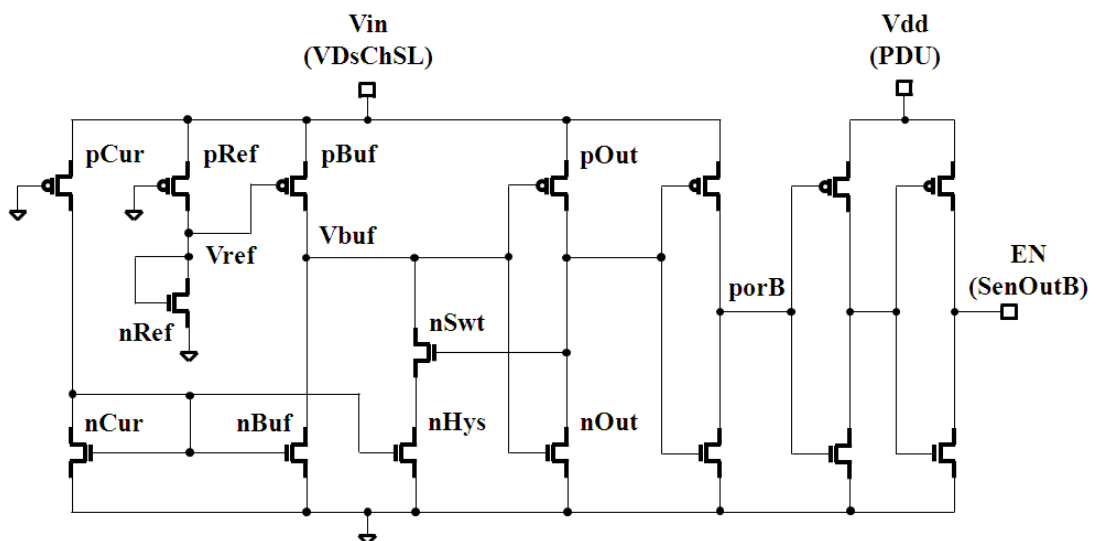 Vin
(VDsChSL)
Vdd
(PDU)
pCur
pRef
pBuf
pOut
Vref
Vbuf
EN
(SenOutB)
porB
nRef
nSwt
nCur
nBuf
nHys
nOut